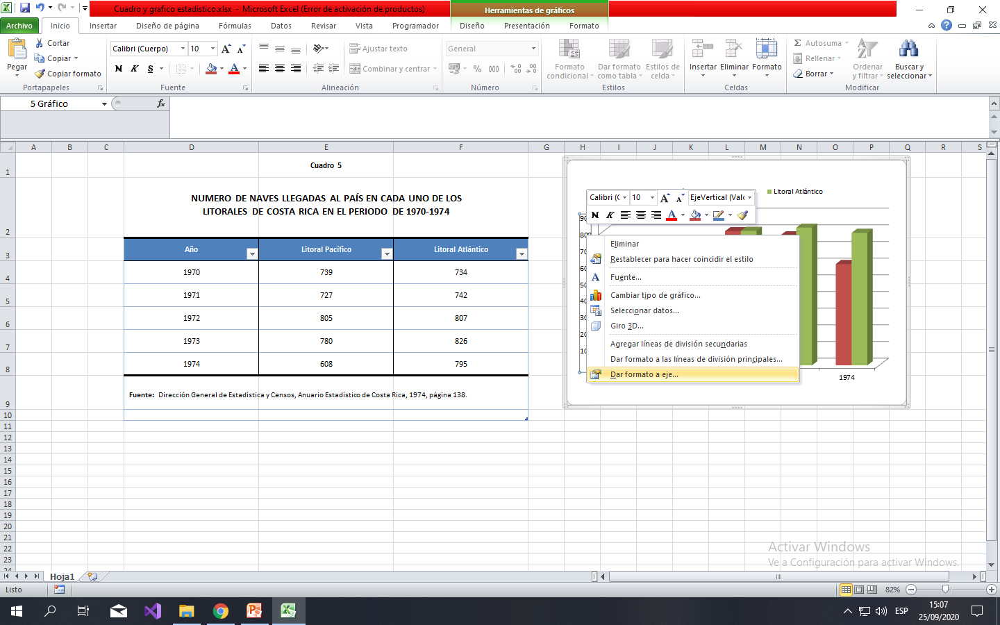 Cuadro y grafico estadistico.xlsx - Microsoft Excel (Error de activación de productos)
Herramientas de gráficos
Archivo Inicio Insertar Diseño de página Fórmulas Datos Revisar Vista Programador Diseño Presentación Formato
Pegar
Cortar
Copiar
Copiar formato
Portapapeles
Calibri (Cuerpo) 10
N K S
Fuente
Ajustar texto
Combinar y centrar
Alineación
General
% 000
Número
Formato condicional
Dar formato como tabla
Estilos de celda
Estilos
Insertar Eliminar Formato
Celdas
Autosuma
Rellenar
Borrar
Ordenar y filtrar
Buscar y seleccionar
Modificar
5 Gráfico
fx
A B C D E F G H I J K L M N O P Q R S
1
2
3
4
5
6
7
8
9
10
11
12
13
14
15
16
17
18
19
20
21
22
23
24
Cuadro 5
NUMERO DE NAVES LLEGADAS AL PAÍS EN CADA UNO DE LOS
LITORALES DE COSTA RICA EN EL PERIODO DE 1970-1974
Año Litoral Pacífico Litoral Atlántico
1970 739 734
1971 727 742
1972 805 807
1973 780 826
1974 608 795
Fuente: Dirección General de Estadística y Censos, Anuario Estadístico de Costa Rica, 1974, página 138.
Litoral Atlántico
1974
Calibri (C 10
EjeVertical (Valo
N K
Eliminar
Restablecer para hacer coincidir el estilo
Fuente...
Cambiar tipo de gráfico...
Seleccionar datos...
Giro 3D...
Agregar líneas de división secundarias
Dar formato a las líneas de división principales...
Dar formato a eje...
Activar Windows
Ve a Configuración para activar Windows.
Hoja1
Listo
82%
ESP
15:07
25/09/2020